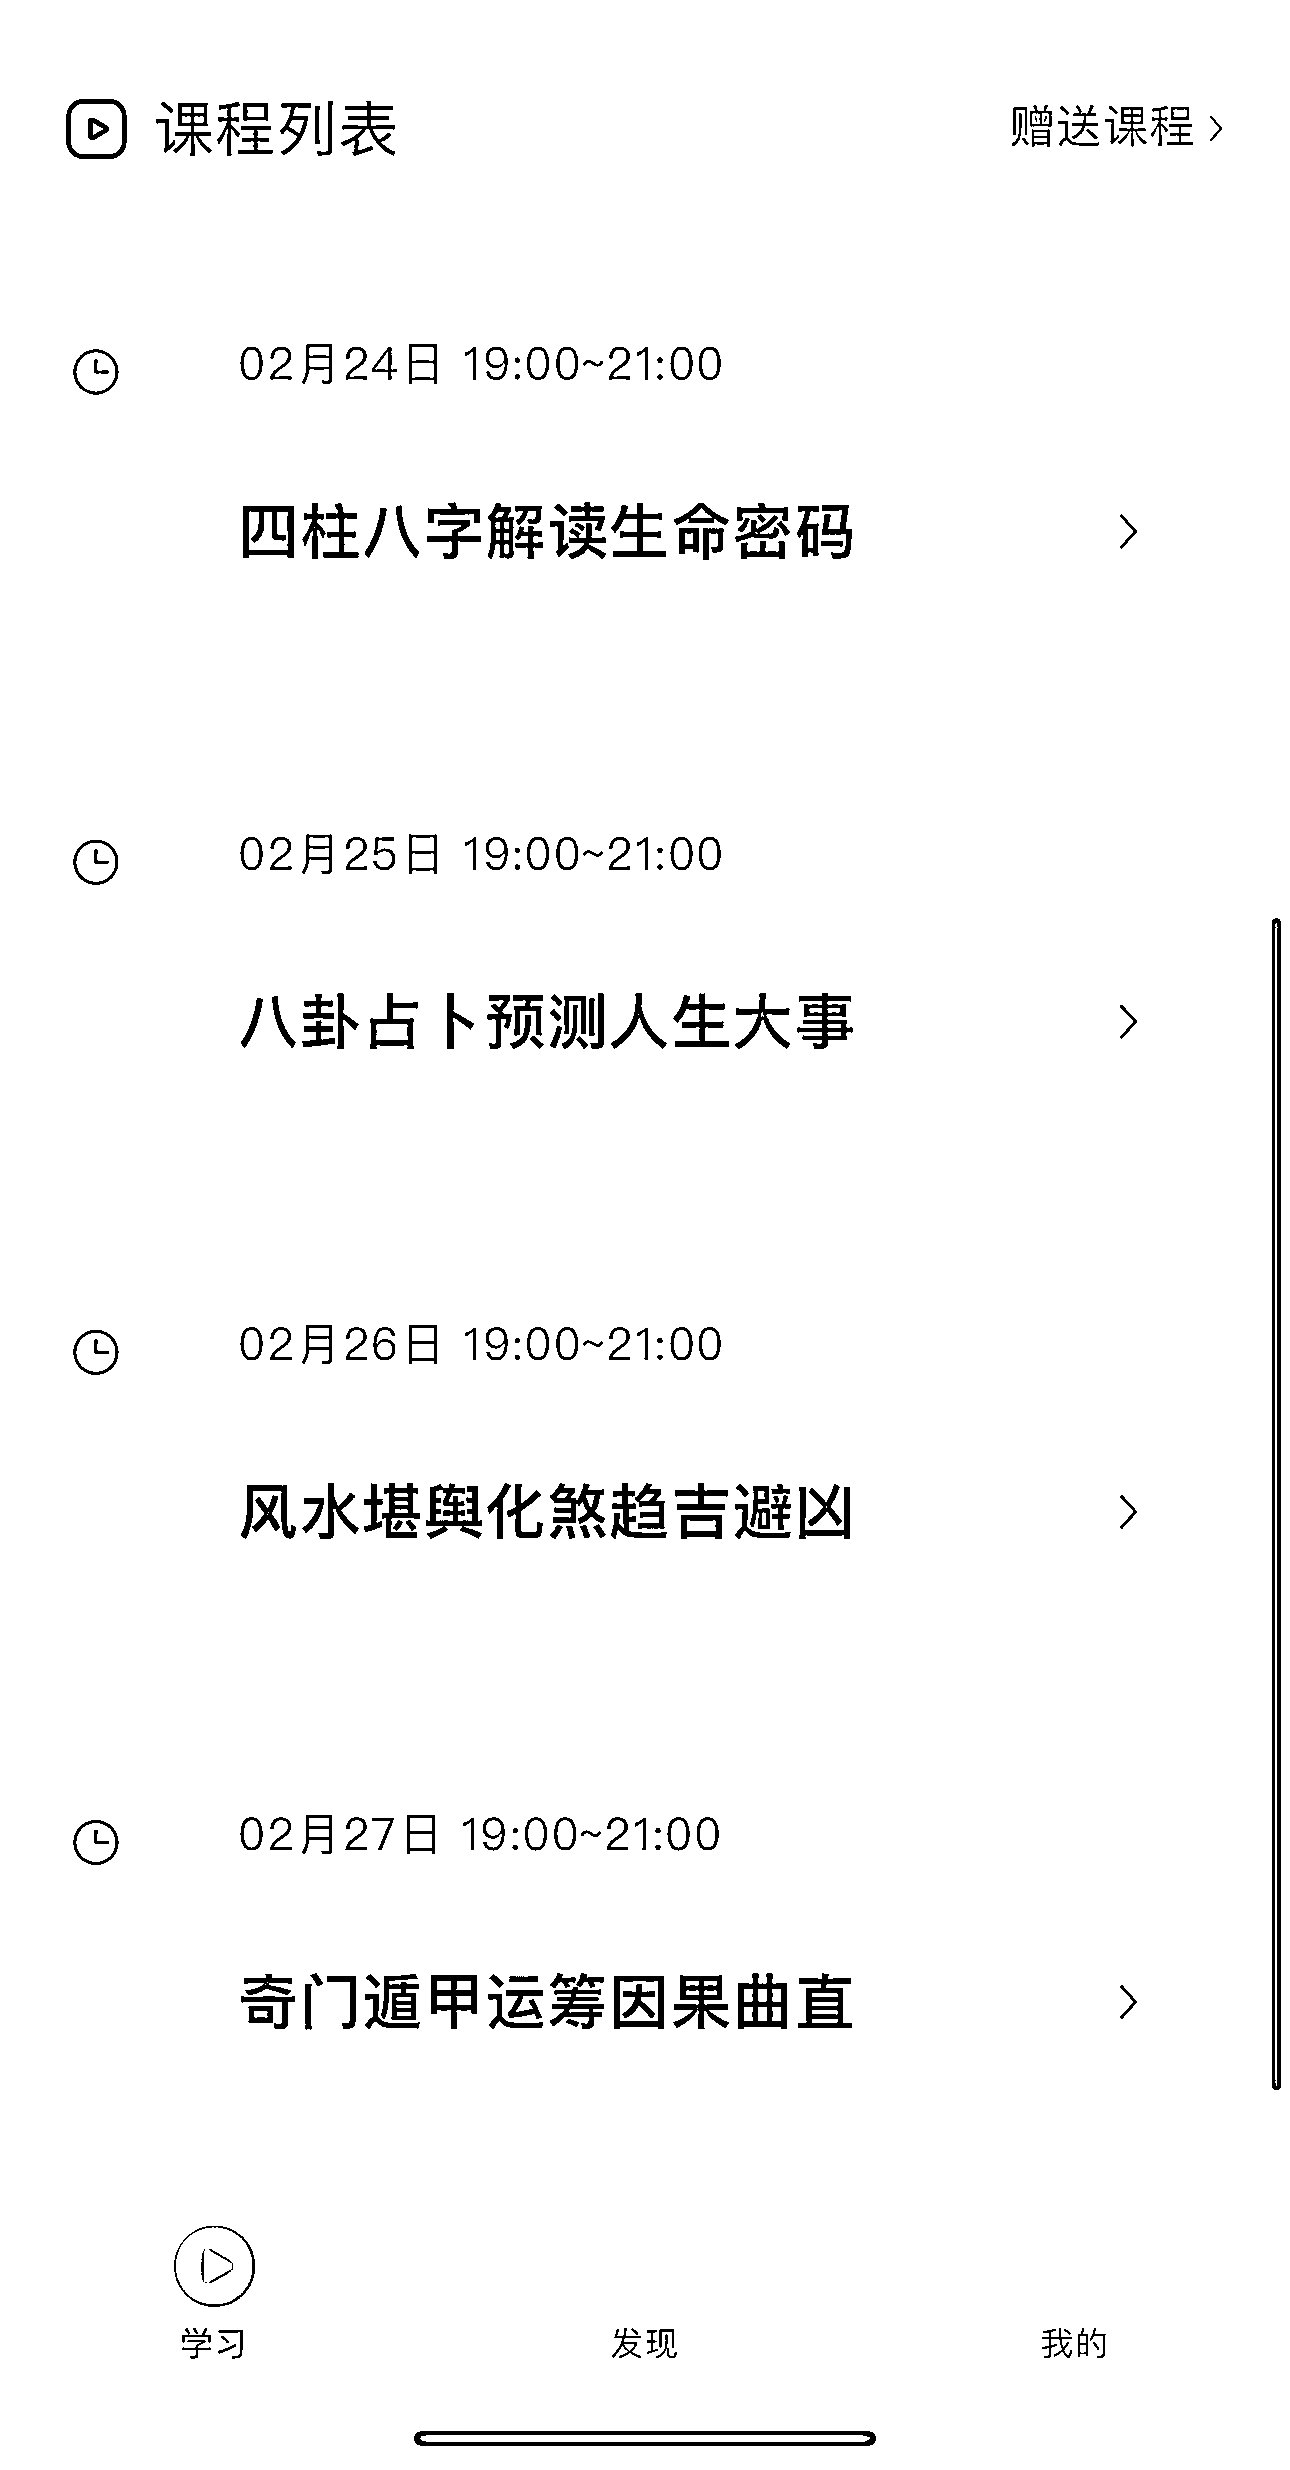 课程列表
赠送课程
02月24日 19:00~21:00
四柱八字解读生命密码
02月25日 19:00~21:00
八卦占卜预测人生大事
02月26日 19:00~21:00
风水堪舆化煞趋吉避凶
02月27日 19:00~21:00
奇门遁甲运筹因果曲直
学习
发现
我的